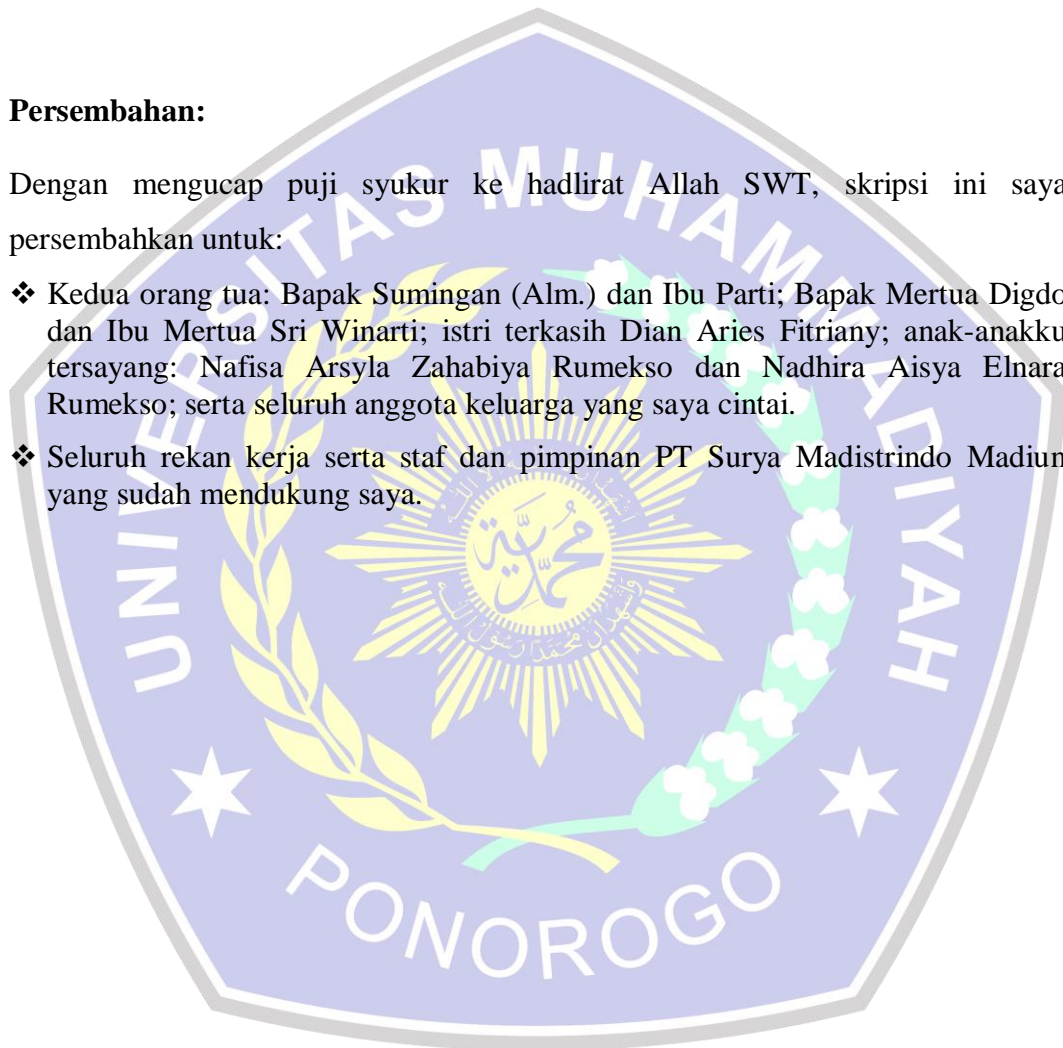 Persembahan:
Dengan mengucap puji syukur ke hadlirat Allah SWT, skripsi ini saya
persembahkan untuk:
❖ Kedua orang tua: Bapak Sumingan (Alm.) dan Ibu Parti; Bapak Mertua Digdo
dan Ibu Mertua Sri Winarti; istri terkasih Dian Aries Fitriany; anak-anakku
tersayang: Nafisa Arsyla Zahabiya Rumekso dan Nadhira Aisya Elnara
Rumekso; serta seluruh anggota keluarga yang saya cintai.
❖ Seluruh rekan kerja serta staf dan pimpinan PT Surya Madistrindo Madiun
yang sudah mendukung saya.
UNIVERSITAS MUHAMMADIYAH
محمدية
PONOROGO